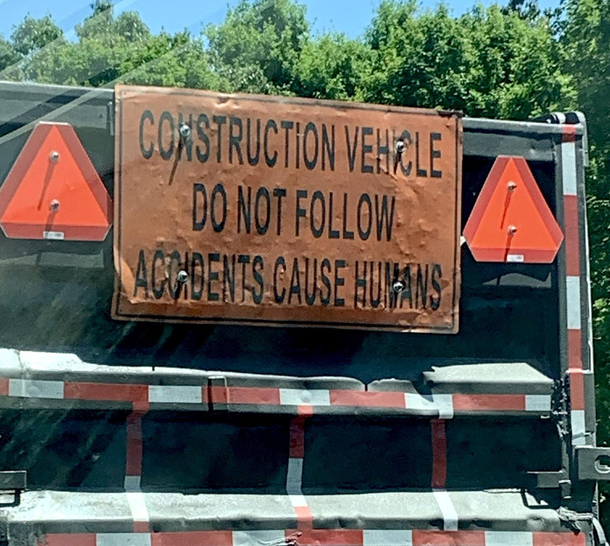 CONSTRUCTION VEHICLE
DO NOT FOLLOW
ACCIDENTS CAUSE HUMANS